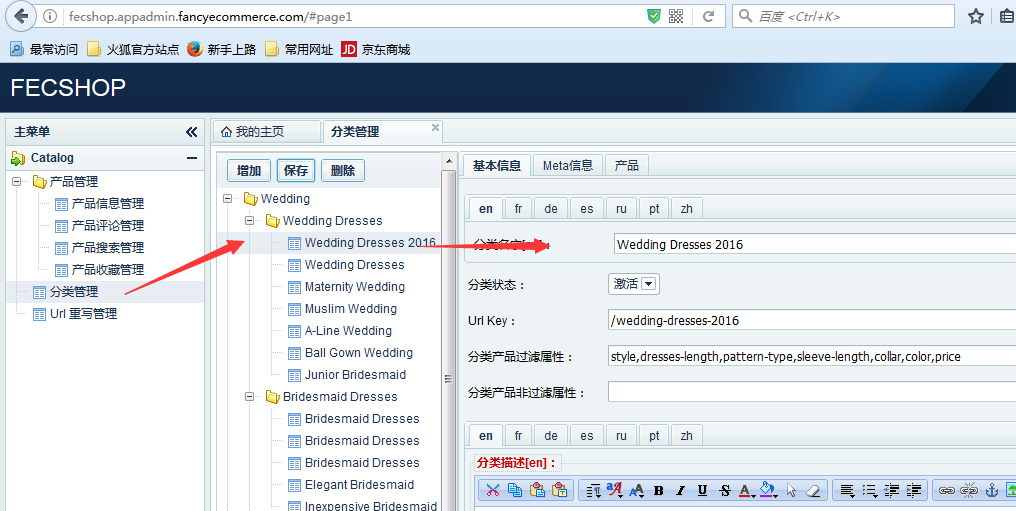 fecshop.appadmin.fancyecommerce.com/#page1
百度 <Ctrl+K>
最常访问 火狐官方站点 新手上路 常用网址 JD 京东商城
FECSHOP
主菜单
Catalog
产品管理
产品信息管理
产品评论管理
产品搜索管理
产品收藏管理
分类管理
Url 重写管理
我的主页 分类管理
增加 保存 删除
Wedding
Wedding Dresses
Wedding Dresses 2016
Wedding Dresses
Maternity Wedding
Muslim Wedding
A-Line Wedding
Ball Gown Wedding
Junior Bridesmaid
Bridesmaid Dresses
Bridesmaid Dresses
Bridesmaid Dresses
Bridesmaid Dresses
Elegant Bridesmaid
Inexpensive Bridesmaid
基本信息 Meta信息 产品
en fr de es ru pt zh
Wedding Dresses 2016
分类状态： 激活
Url Key： /wedding-dresses-2016
分类产品过滤属性： style,dresses-length,pattern-type,sleeve-length,collar,color,price
分类产品非过滤属性：
en fr de es ru pt zh
分类描述[en]：